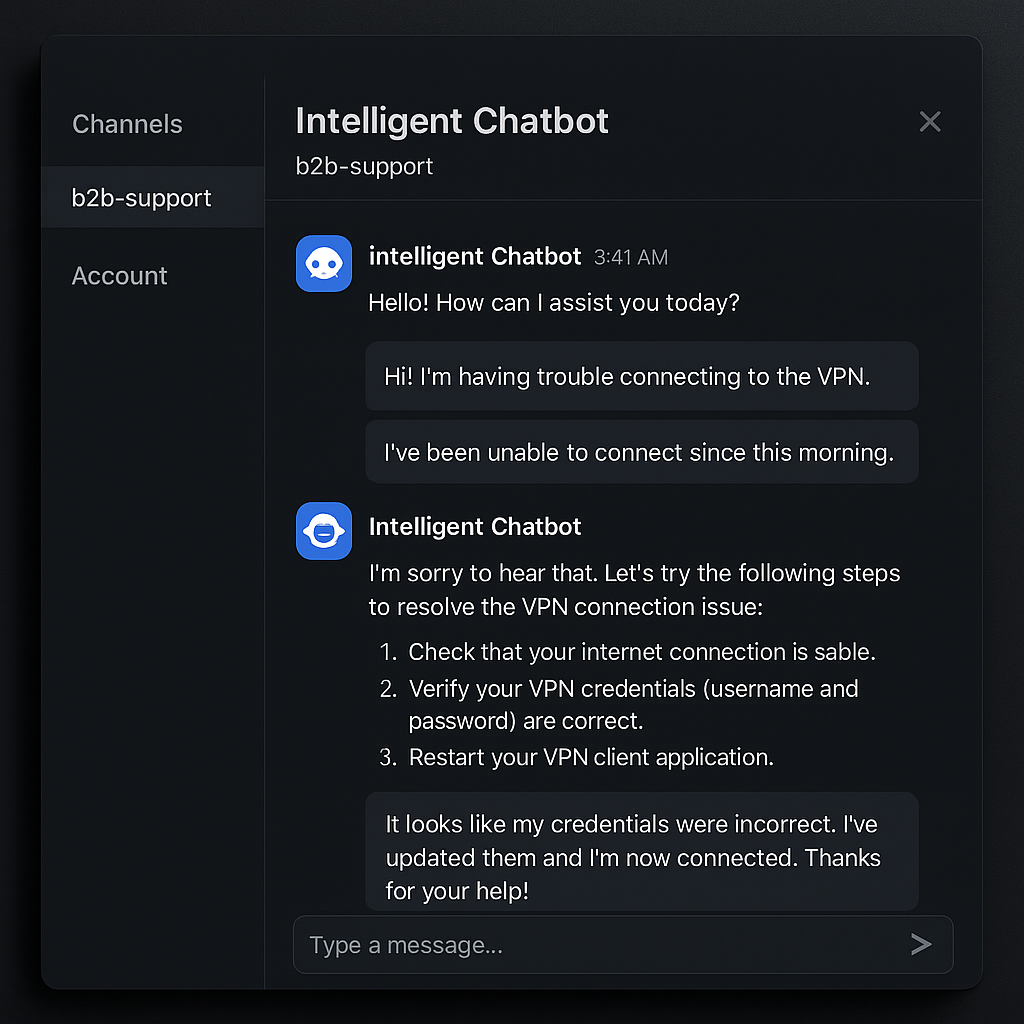 Channels
b2b-support
Account
Intelligent Chatbot
b2b-support
intelligent Chatbot 3:41 AM
Hello! How can I assist you today?
Hi! I'm having trouble connecting to the VPN.
I've been unable to connect since this morning.
Intelligent Chatbot
I'm sorry to hear that. Let's try the following steps
to resolve the VPN connection issue:
1. Check that your internet connection is sable.
2. Verify your VPN credentials (username and
password) are correct.
3. Restart your VPN client application.
It looks like my credentials were incorrect. I've
updated them and I'm now connected. Thanks
for your help!
Type a message...